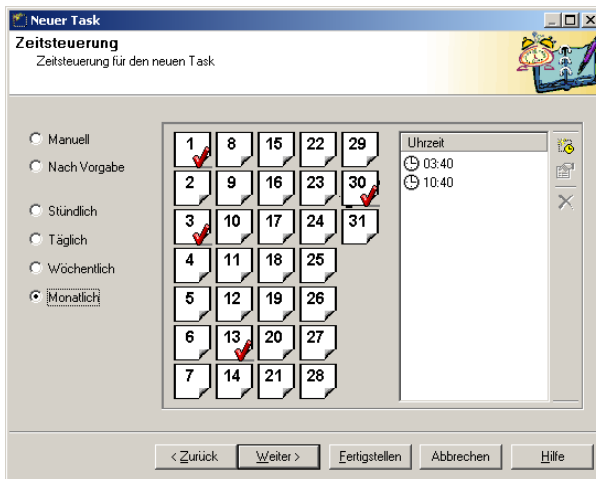 Neuer Task
Zeitsteuerung
Zeitsteuerung für den neuen Task
Manuell
Nach Vorgabe
Stündlich
Täglich
Wöchentlich
Monatlich
1 8 15 22 29
2 9 16 23 30
3 10 17 24 31
4 11 18 25
5 12 19 26
6 13 20 27
7 14 21 28
Uhrzeit
03:40
10:40
< Zurück
Weiter >
Fertigstellen
Abbrechen
Hilfe